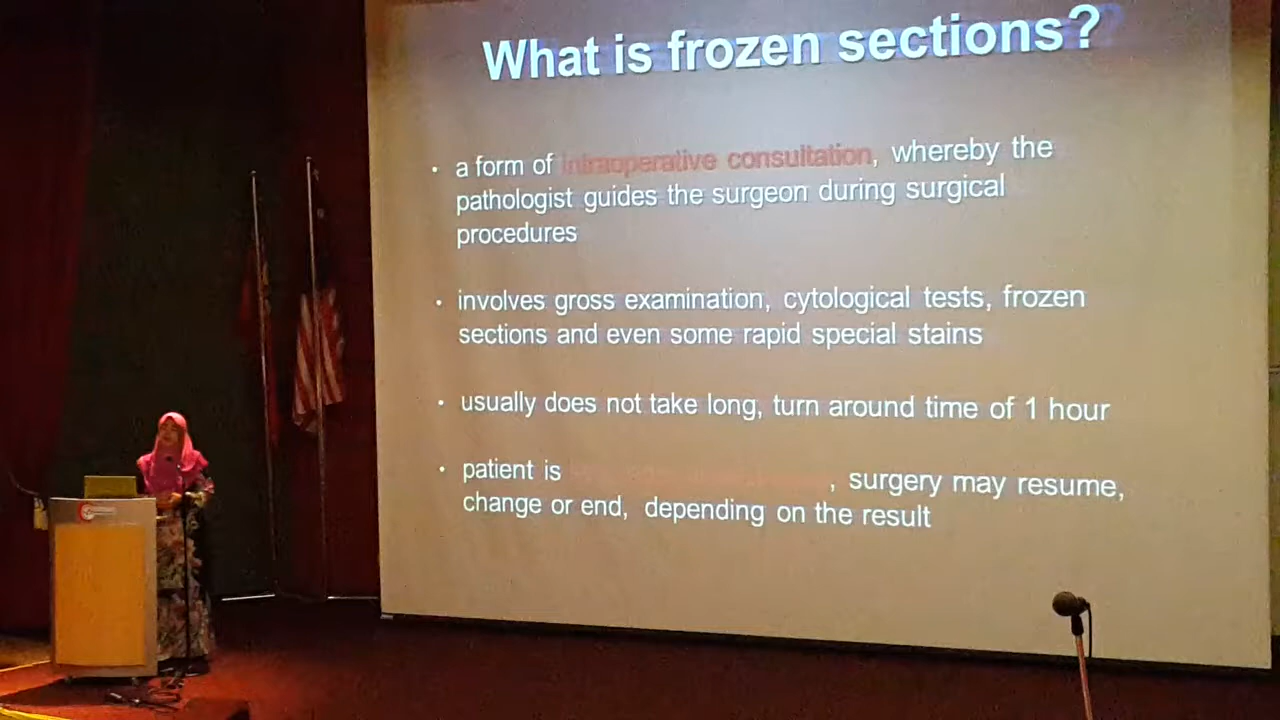 What is frozen sections?
• a form of intraoperative consultation, whereby the
pathologist guides the surgeon during surgical
procedures
• involves gross examination, cytological tests, frozen
sections and even some rapid special stains
• usually does not take long, turn around time of 1 hour
• patient is , surgery may resume,
change or end, depending on the result